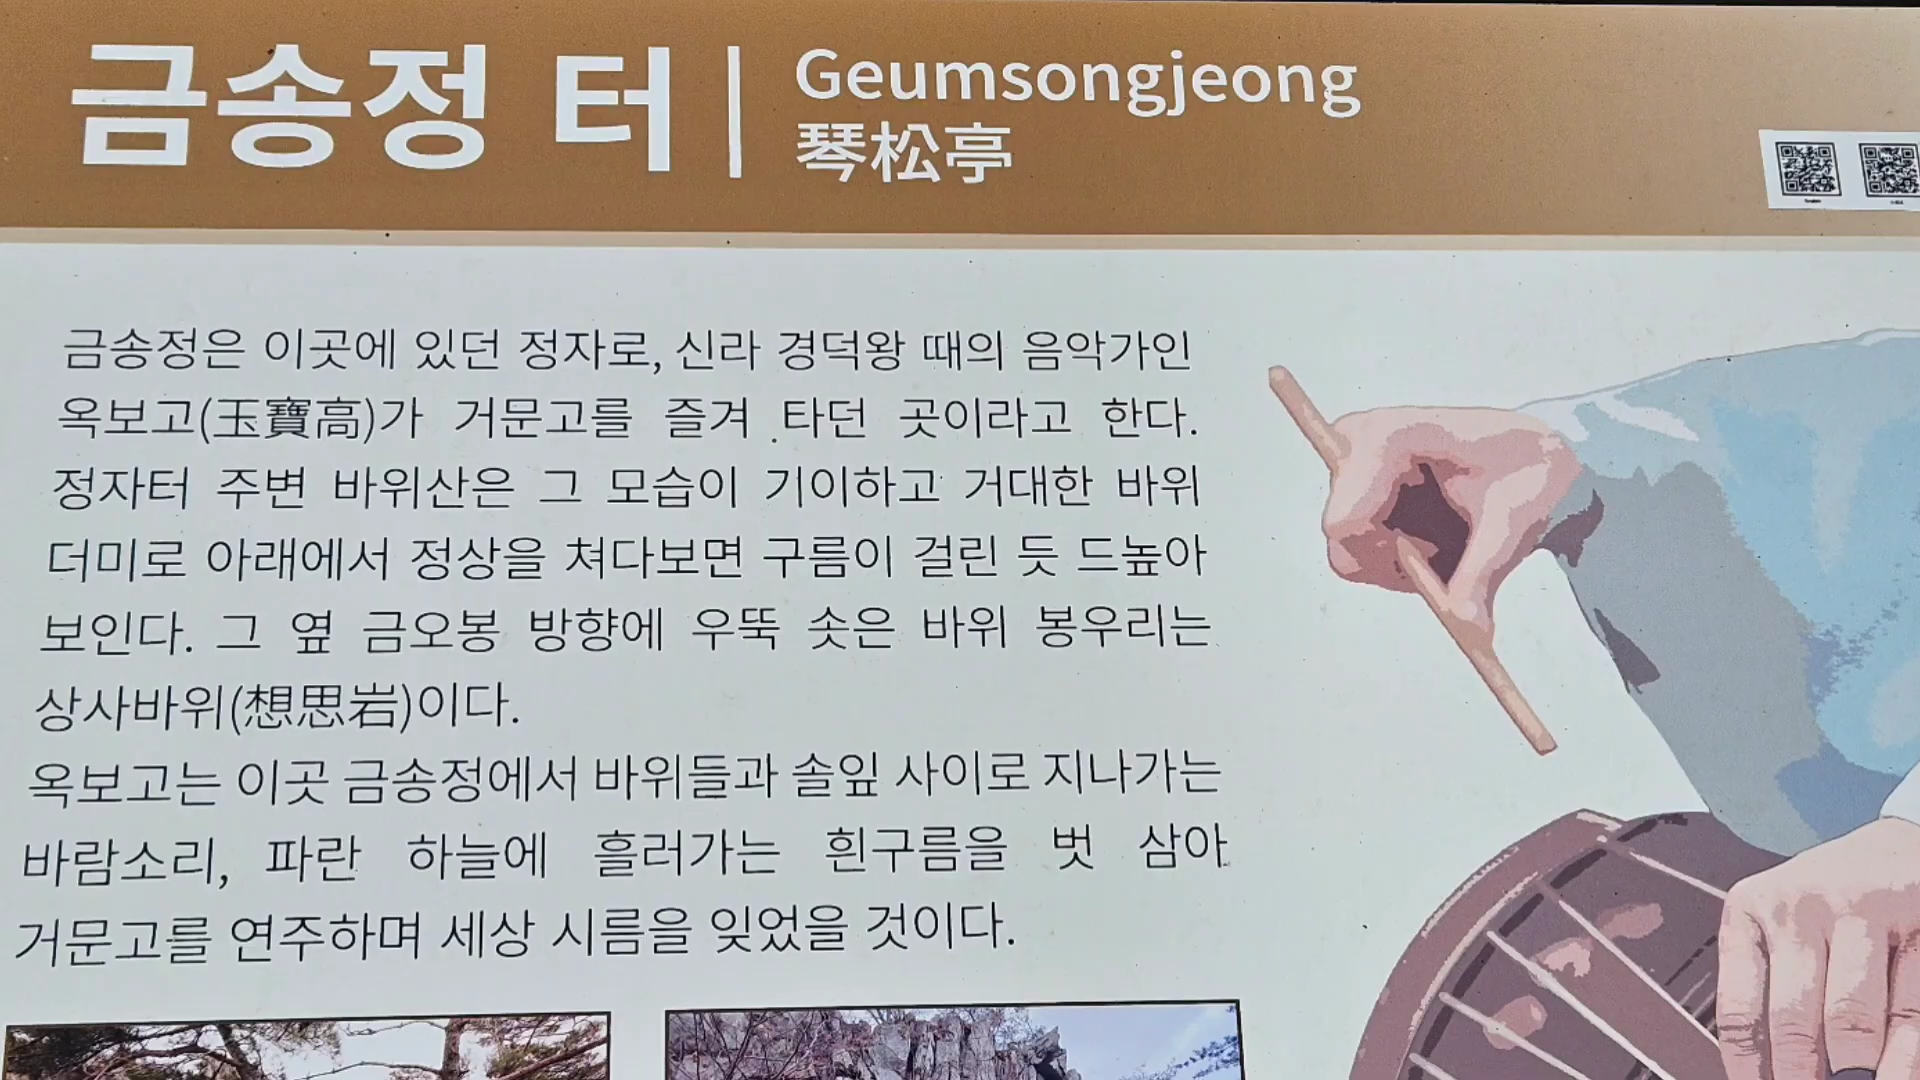 금송정 터
Geumsongjeong
琴松亭
금송정은 이곳에 있던 정자로, 신라 경덕왕 때의 음악가인
옥보고(玉寶高)가 거문고를 즐겨 타던 곳이라고 한다.
정자터 주변 바위산은 그 모습이 기이하고 거대한 바위
더미로 아래에서 정상을 쳐다보면 구름이 걸린 듯 드높아
보인다. 그 옆 금오봉 방향에 우뚝 솟은 바위 봉우리는
상사바위(想思岩)이다.
옥보고는 이곳 금송정에서 바위들과 솔잎 사이로 지나가는
바람소리, 파란 하늘에 흘러가는 흰구름을 벗 삼아
거문고를 연주하며 세상 시름을 잊었을 것이다.